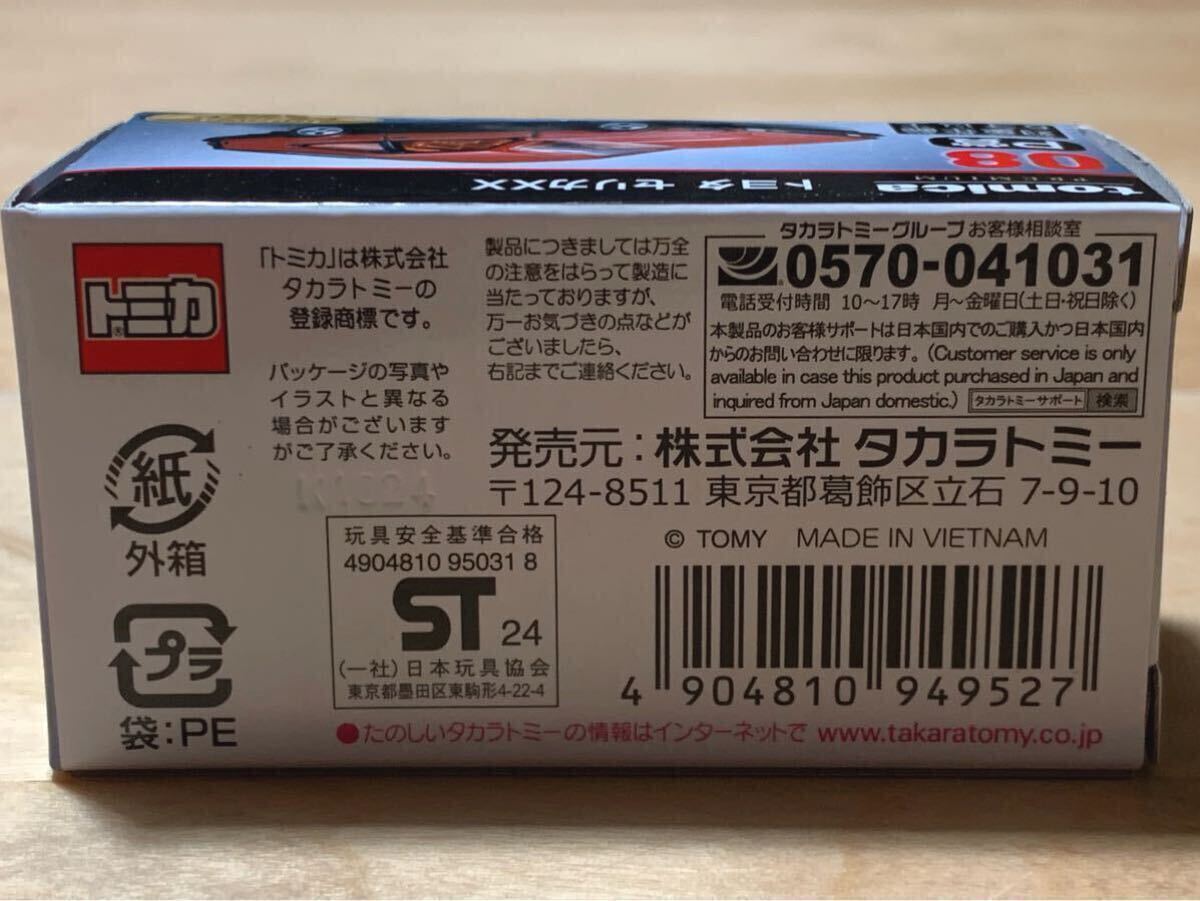 tomica
PREMIUM
08
トヨタ セリカXX
トミカ®
「トミカ」は株式会社
タカラトミーの
登録商標です。
パッケージの写真や
イラストと異なる
場合がございます
がご了承ください。
製品につきましては万全
の注意をはらって製造に
当たっておりますが、
万一お気づきの点などが
ございましたら、
右記までご連絡ください。
タカラトミーグループ お客様相談室
0570-041031
電話受付時間 10～17時 月～金曜日(土日・祝日除く)
本製品のお客様サポートは日本国内でのご購入かつ日本国内
からのお問い合わせに限ります。(Customer service is only
available in case this product purchased in Japan and
inquired from Japan domestic.) タカラトミーサポート 検索
発売元:株式会社 タカラトミー
〒124-8511 東京都葛飾区立石 7-9-10
© TOMY MADE IN VIETNAM
紙
外箱
プラ
袋:PE
玩具安全基準合格
4904810 95031 8
ST 24
(一社)日本玩具協会
東京都墨田区東駒形4-22-4
4 904810 949527
●たのしいタカラトミーの情報はインターネットで www.takaratomy.co.jp